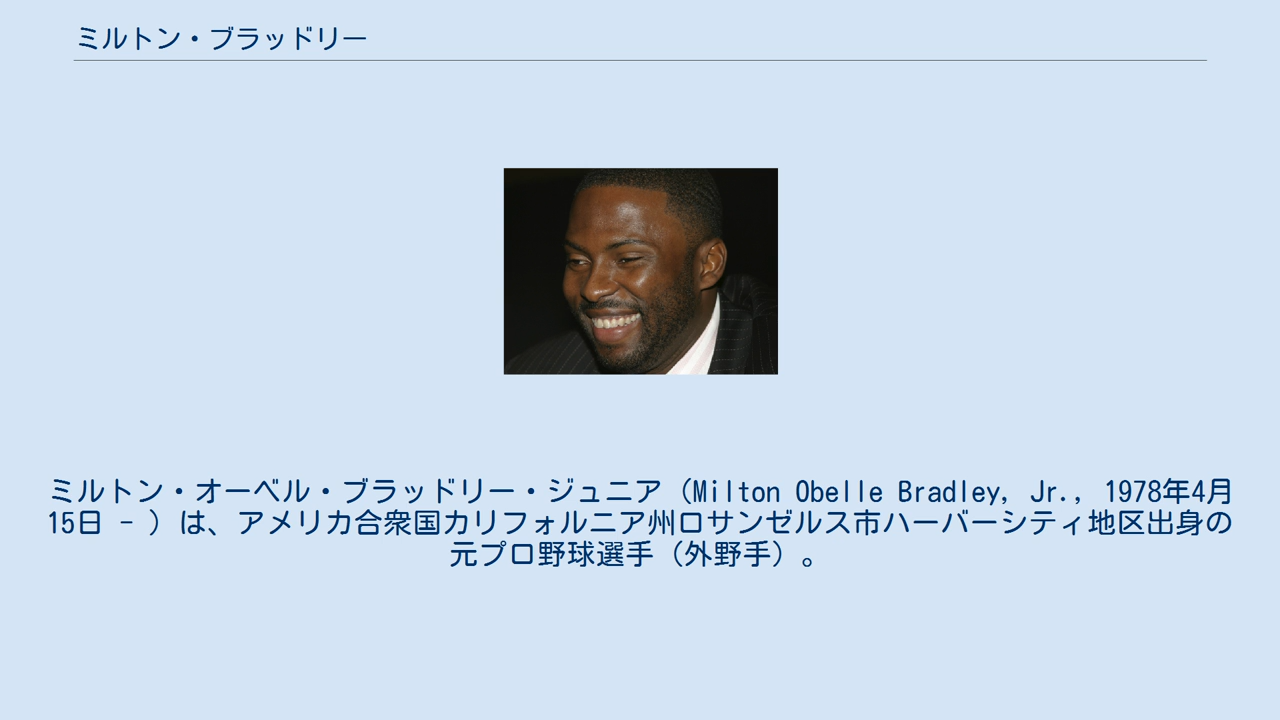 ミルトン・ブラッドリー
ミルトン・オーベル・ブラッドリー・ジュニア（Milton Obelle Bradley, Jr., 1978年4月
15日 - ）は、アメリカ合衆国カリフォルニア州ロサンゼルス市ハーバーシティ地区出身の
元プロ野球選手（外野手）。